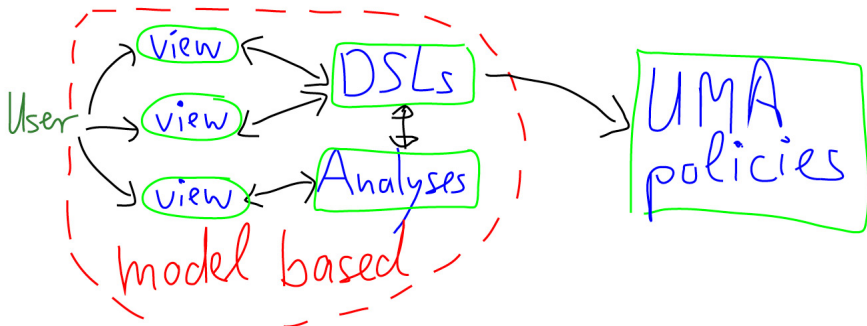 view
DSLs
User
view
view
Analyses
model based
UMA
policies